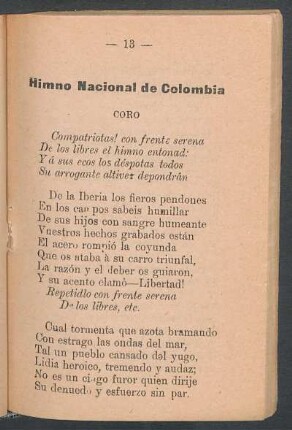 — 13 —
Himno Nacional de Colombia
CORO
Compatriotas! con frente serena
De los libres el himno entonad:
Yá sus ecos los déspotas todos
Su arrogante altivez depondrán
De la Iberia los fieros pendones
En los campos sabeis humillar
De sus hijos con sangre humeante
Vuestros hechos grabados están
El acero rompió la coyunda
Que os ataba à su carro triunfal,
La razón y el deber os guiaron,
Y su acento clamó—Libertad!
Repetidlo con frente serena
De los libres, etc.
Cual tormenta que azota bramando
Con estrago las ondas del mar,
Tal un pueblo cansado del yugo,
Lidia heroico, tremendo y audaz;
No es un ciego furor quien dirije
Su denuedo y esfuerzo sin par.